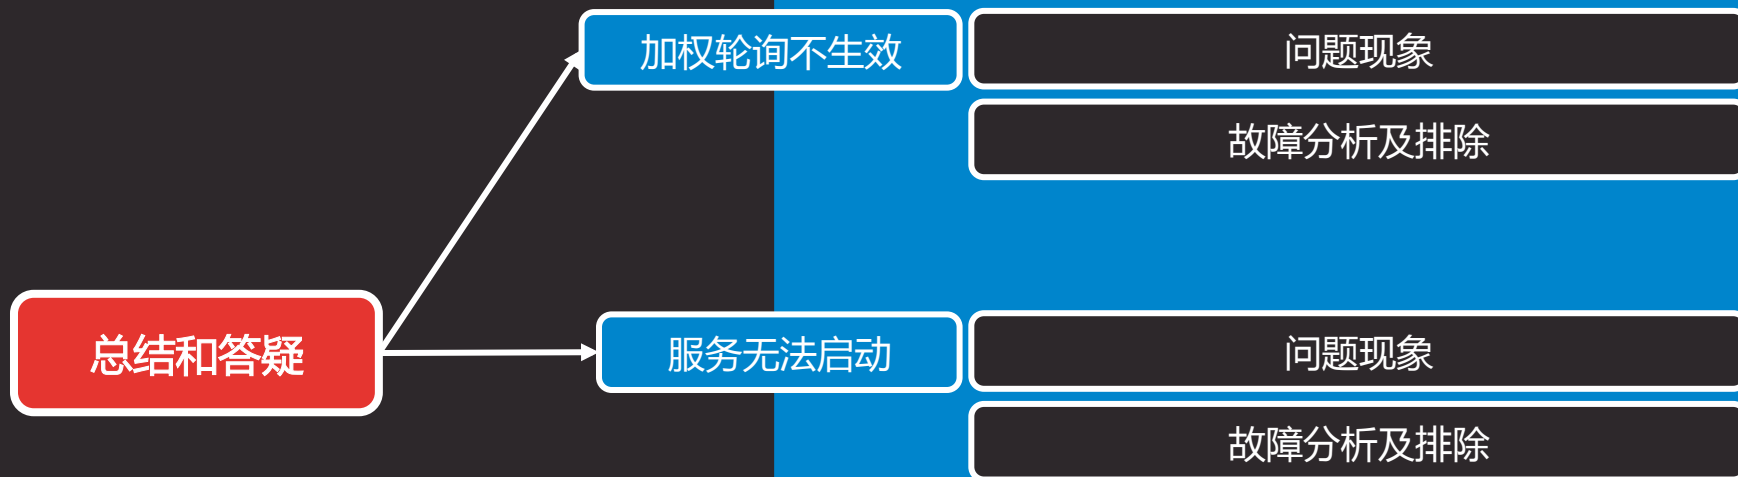 加权轮询不生效
问题现象
故障分析及排除
总结和答疑
服务无法启动
问题现象
故障分析及排除